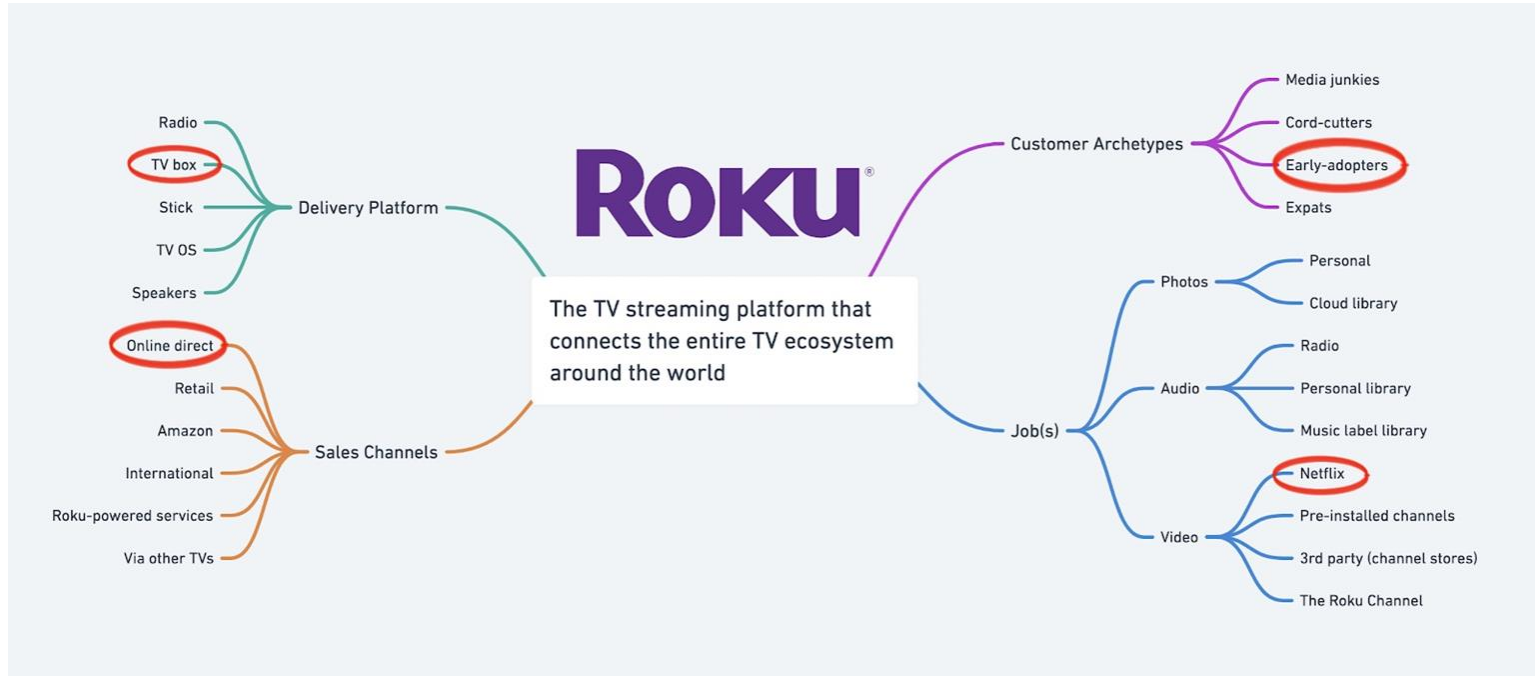 ROKU®
The TV streaming platform that
connects the entire TV ecosystem
around the world
Delivery Platform
Radio
TV box
Stick
TV OS
Speakers
Sales Channels
Online direct
Retail
Amazon
International
Roku-powered services
Via other TVs
Customer Archetypes
Media junkies
Cord-cutters
Early-adopters
Expats
Job(s)
Photos
Personal
Cloud library
Audio
Radio
Personal library
Music label library
Video
Netflix
Pre-installed channels
3rd party (channel stores)
The Roku Channel